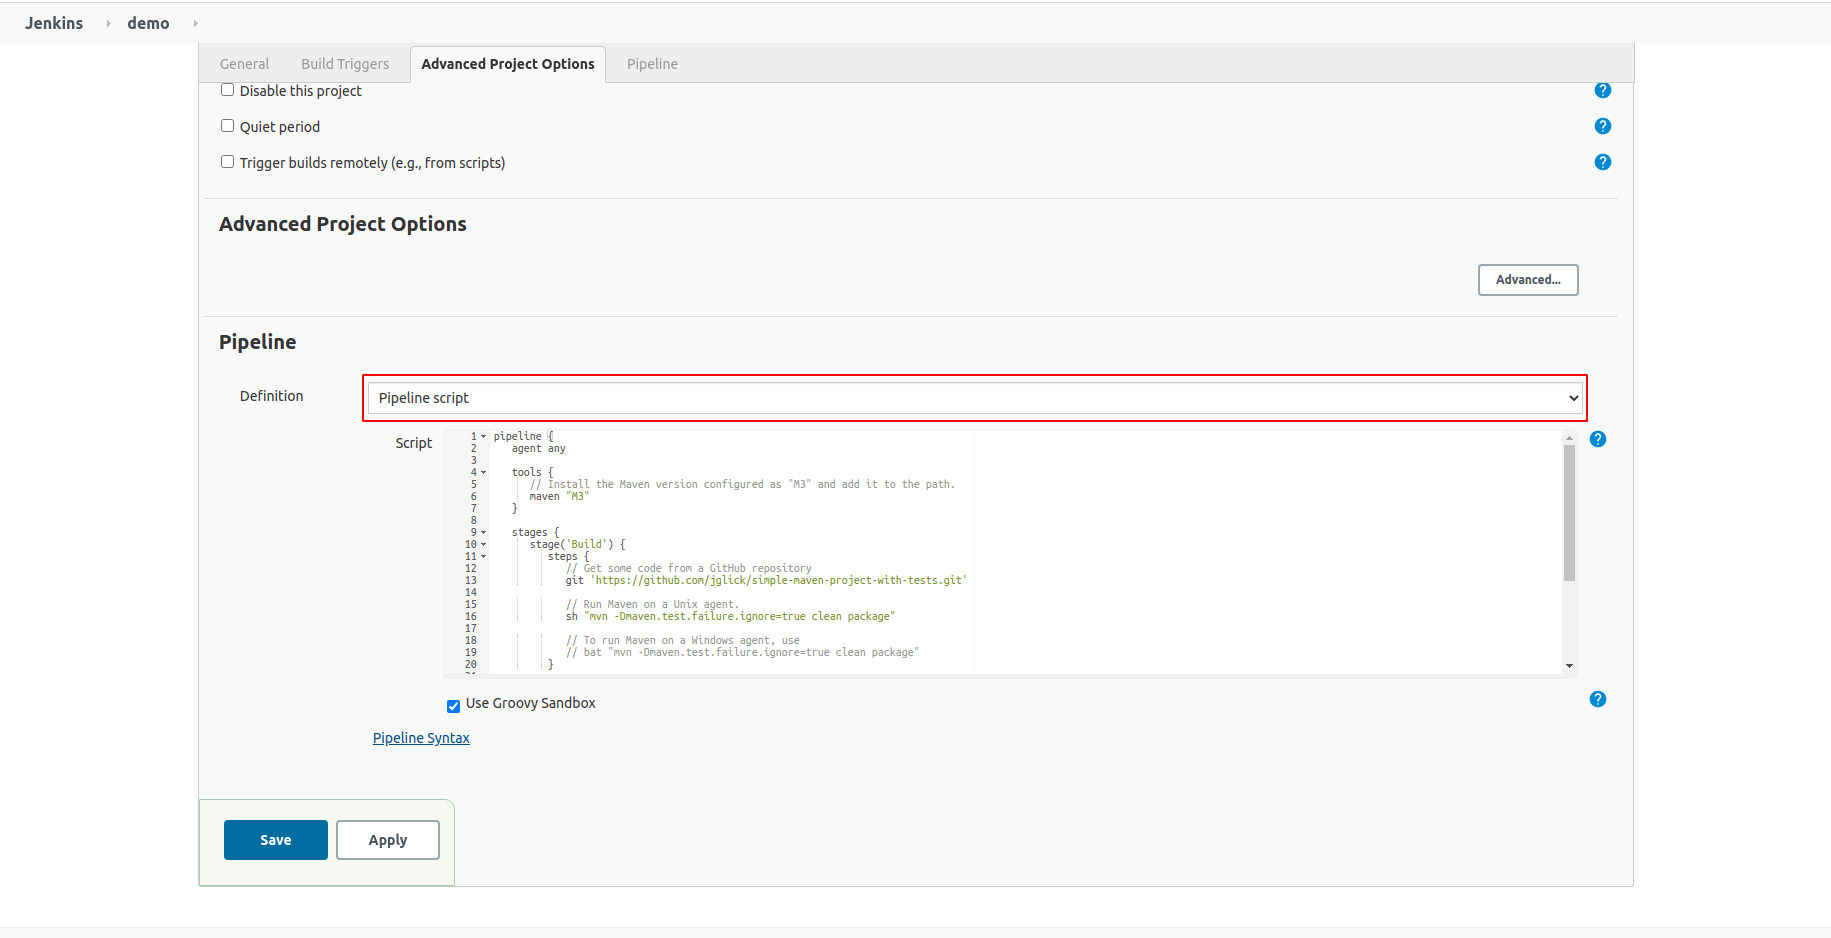 Jenkins demo
General Build Triggers Advanced Project Options Pipeline
Disable this project ?
Quiet period ?
Trigger builds remotely (e.g., from scripts) ?
Advanced Project Options
Advanced...
Pipeline
Definition Pipeline script
Script ?
1 pipeline {
2 agent any
3
4 tools {
5 // Install the Maven version configured as "M3" and add it to the path.
6 maven "M3"
7 }
8
9 stages {
10 stage('Build') {
11 steps {
12 // Get some code from a GitHub repository
13 git 'https://github.com/jglick/simple-maven-project-with-tests.git'
14
15 // Run Maven on a Unix agent.
16 sh "mvn -Dmaven.test.failure.ignore=true clean package"
17
18 // To run Maven on a Windows agent, use
19 // bat "mvn -Dmaven.test.failure.ignore=true clean package"
20 }
Use Groovy Sandbox ?
Pipeline Syntax
Save Apply